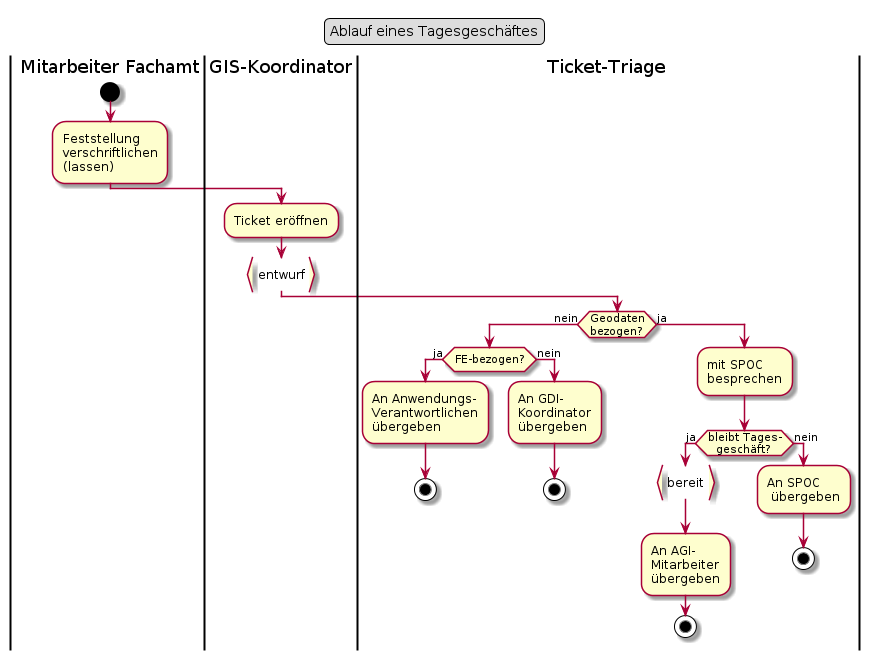 Ablauf eines Tagesgeschäftes
Mitarbeiter Fachamt
GIS-Koordinator
Ticket-Triage
Feststellung
verschriftlichen
(lassen)
Ticket eröffnen
entwurf
Geodaten
bezogen?
nein
ja
FE-bezogen?
ja
nein
An Anwendungs-
Verantwortlichen
übergeben
An GDI-
Koordinator
übergeben
mit SPOC
besprechen
bleibt Tages-
geschäft?
ja
nein
bereit
An SPOC
übergeben
An AGI-
Mitarbeiter
übergeben